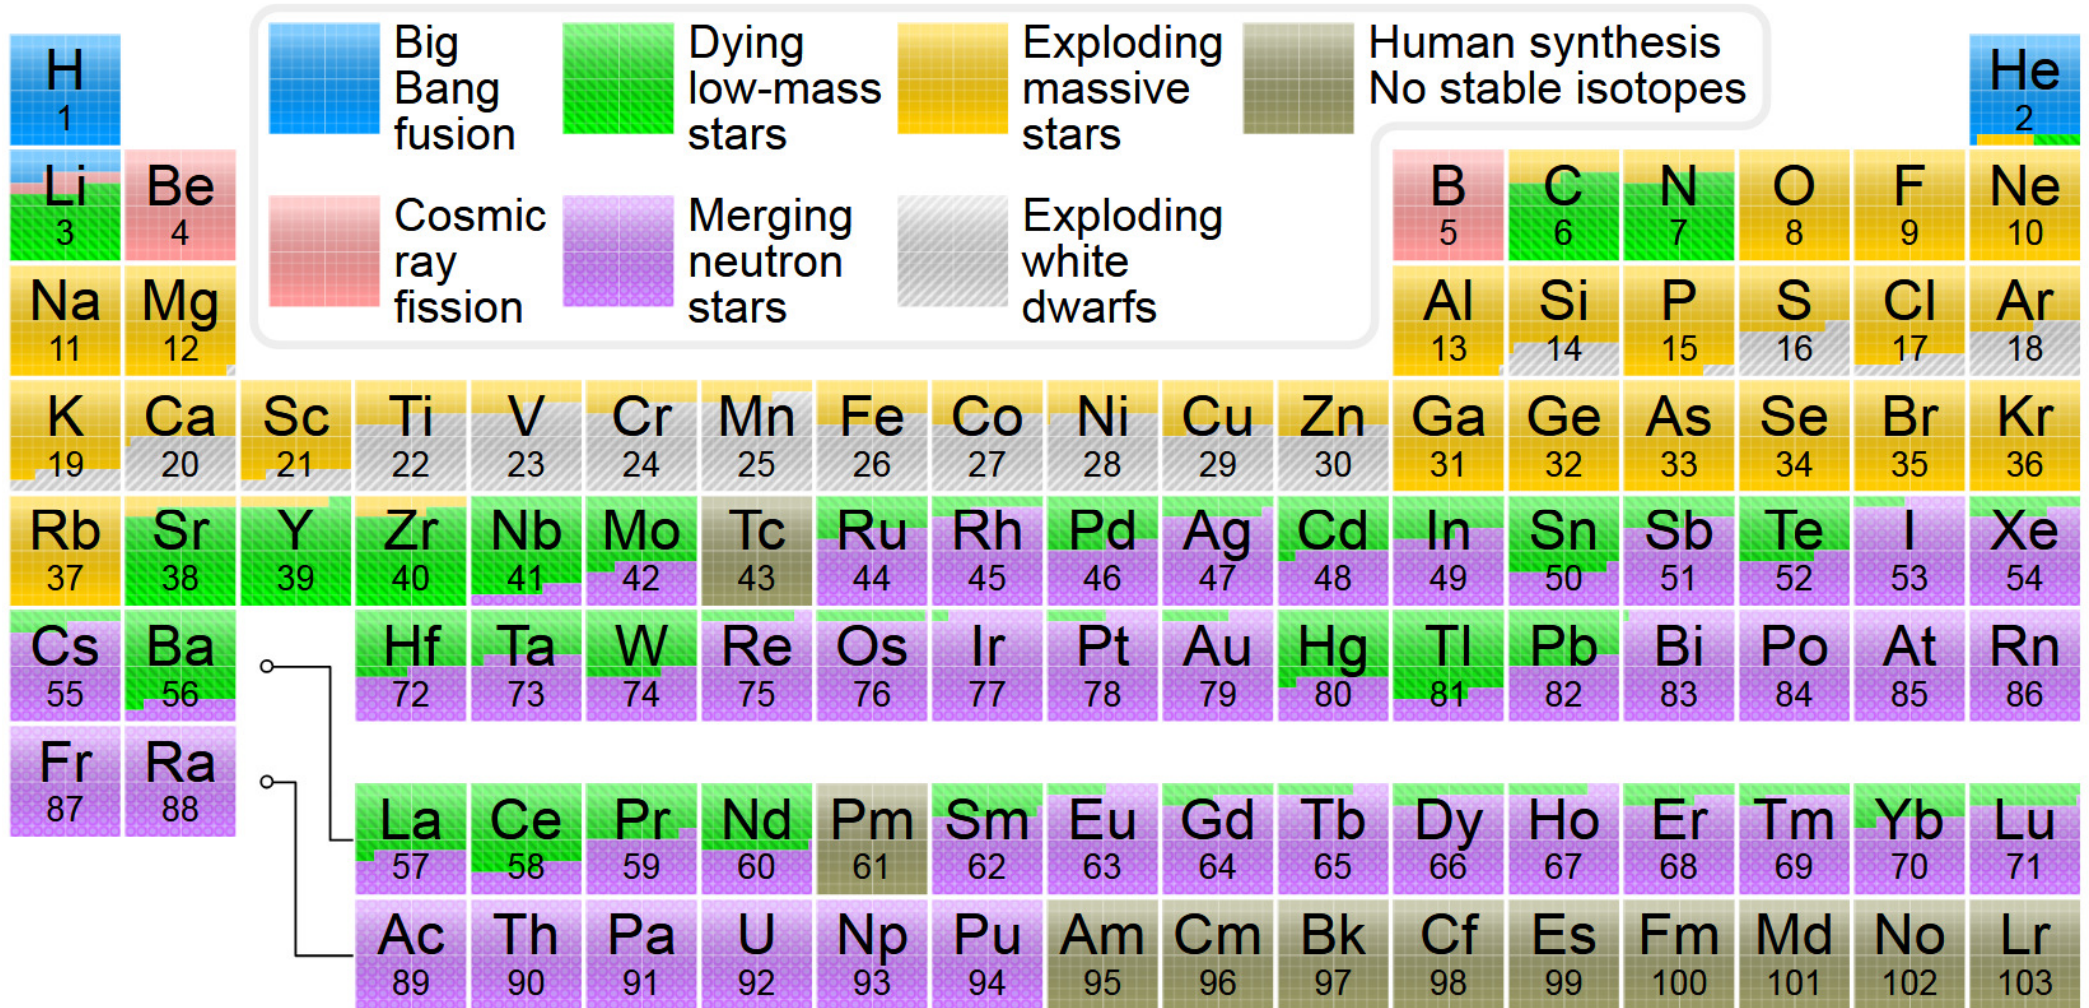 Big
Bang
fusion
Dying
low-mass
stars
Exploding
massive
stars
Human synthesis
No stable isotopes
Cosmic
ray
fission
Merging
neutron
stars
Exploding
white
dwarfs
H
1
He
2
Li
3
Be
4
B
5
C
6
N
7
O
8
F
9
Ne
10
Na
11
Mg
12
Al
13
Si
14
P
15
S
16
Cl
17
Ar
18
K
19
Ca
20
Sc
21
Ti
22
V
23
Cr
24
Mn
25
Fe
26
Co
27
Ni
28
Cu
29
Zn
30
Ga
31
Ge
32
As
33
Se
34
Br
35
Kr
36
Rb
37
Sr
38
Y
39
Zr
40
Nb
41
Mo
42
Tc
43
Ru
44
Rh
45
Pd
46
Ag
47
Cd
48
In
49
Sn
50
Sb
51
Te
52
I
53
Xe
54
Cs
55
Ba
56
Hf
72
Ta
73
W
74
Re
75
Os
76
Ir
77
Pt
78
Au
79
Hg
80
Tl
81
Pb
82
Bi
83
Po
84
At
85
Rn
86
Fr
87
Ra
88
La
57
Ce
58
Pr
59
Nd
60
Pm
61
Sm
62
Eu
63
Gd
64
Tb
65
Dy
66
Ho
67
Er
68
Tm
69
Yb
70
Lu
71
Ac
89
Th
90
Pa
91
U
92
Np
93
Pu
94
Am
95
Cm
96
Bk
97
Cf
98
Es
99
Fm
100
Md
101
No
102
Lr
103